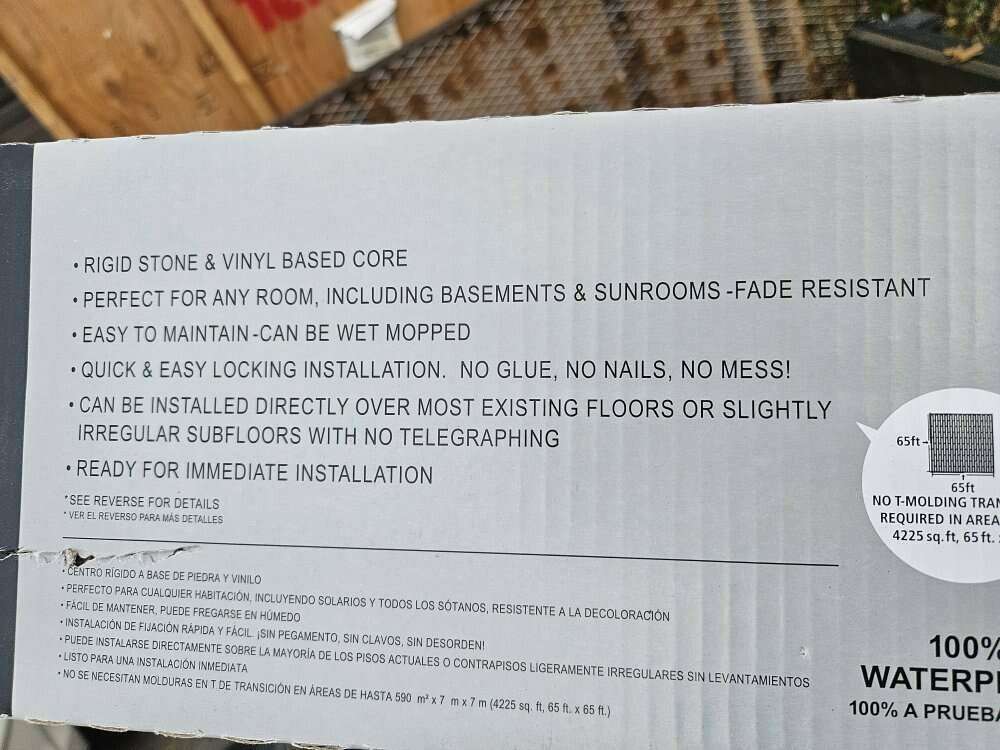 • RIGID STONE & VINYL BASED CORE
• PERFECT FOR ANY ROOM, INCLUDING BASEMENTS & SUNROOMS -FADE RESISTANT
• EASY TO MAINTAIN -CAN BE WET MOPPED
• QUICK & EASY LOCKING INSTALLATION. NO GLUE, NO NAILS, NO MESS!
• CAN BE INSTALLED DIRECTLY OVER MOST EXISTING FLOORS OR SLIGHTLY
IRREGULAR SUBFLOORS WITH NO TELEGRAPHING
• READY FOR IMMEDIATE INSTALLATION
*SEE REVERSE FOR DETAILS
* VER EL REVERSO PARA MÁS DETALLES
65ft
65ft
NO T-MOLDING TRAN
REQUIRED IN AREA
4225 sq. ft, 65 ft.
• CENTRO RÍGIDO A BASE DE PIEDRA Y VINILO
• PERFECTO PARA CUALQUIER HABITACIÓN, INCLUYENDO SOLARIOS Y TODOS LOS SÓTANOS, RESISTENTE A LA DECOLORACIÓN
• FÁCIL DE MANTENER, PUEDE FREGARSE EN HÚMEDO
• INSTALACIÓN DE FIJACIÓN RÁPIDA Y FÁCIL. ¡SIN PEGAMENTO, SIN CLAVOS, SIN DESORDEN!
• PUEDE INSTALARSE DIRECTAMENTE SOBRE LA MAYORÍA DE LOS PISOS ACTUALES O CONTRAPISOS LIGERAMENTE IRREGULARES SIN LEVANTAMIENTOS
• LISTO PARA UNA INSTALACIÓN INMEDIATA
• NO SE NECESITAN MOLDURAS EN T DE TRANSICIÓN EN ÁREAS DE HASTA 590 m² x 7 m x 7 m (4225 sq. ft, 65 ft. x 65 ft.)
100%
WATERP
100% A PRUEBA